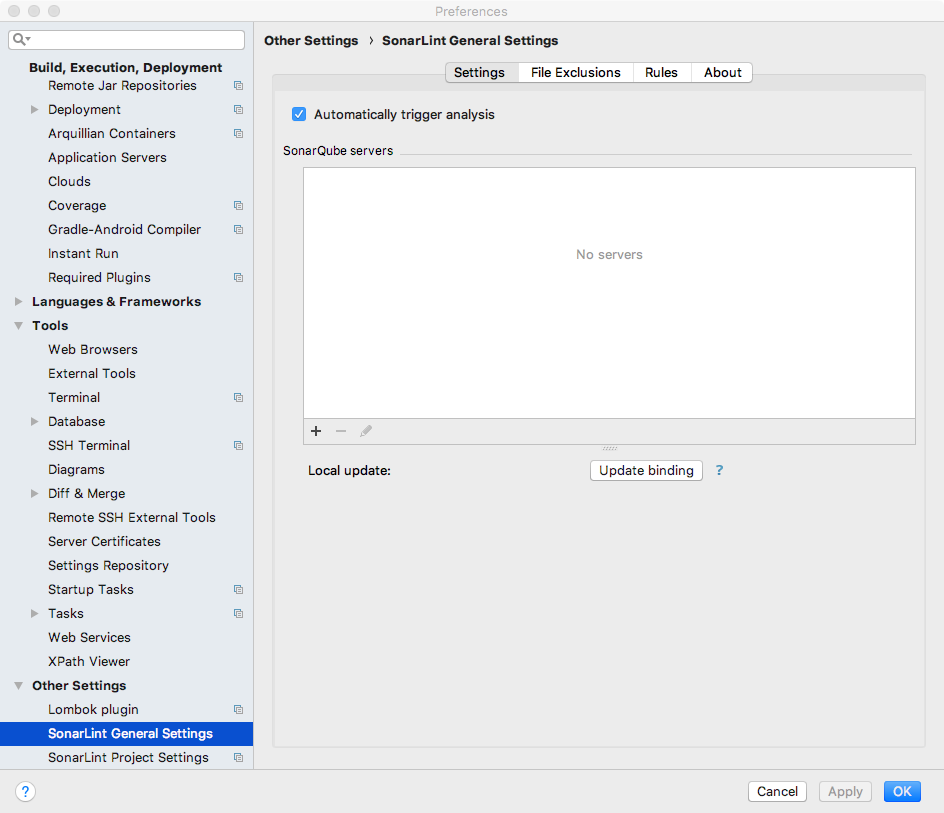 Preferences
Build, Execution, Deployment
Remote Jar Repositories
Deployment
Arquillian Containers
Application Servers
Clouds
Coverage
Gradle-Android Compiler
Instant Run
Required Plugins
Languages & Frameworks
Tools
Web Browsers
External Tools
Terminal
Database
SSH Terminal
Diagrams
Diff & Merge
Remote SSH External Tools
Server Certificates
Settings Repository
Startup Tasks
Tasks
Web Services
XPath Viewer
Other Settings
Lombok plugin
SonarLint General Settings
SonarLint Project Settings
Other Settings › SonarLint General Settings
Settings File Exclusions Rules About
Automatically trigger analysis
SonarQube servers
No servers
Local update: Update binding ?
? Cancel Apply OK